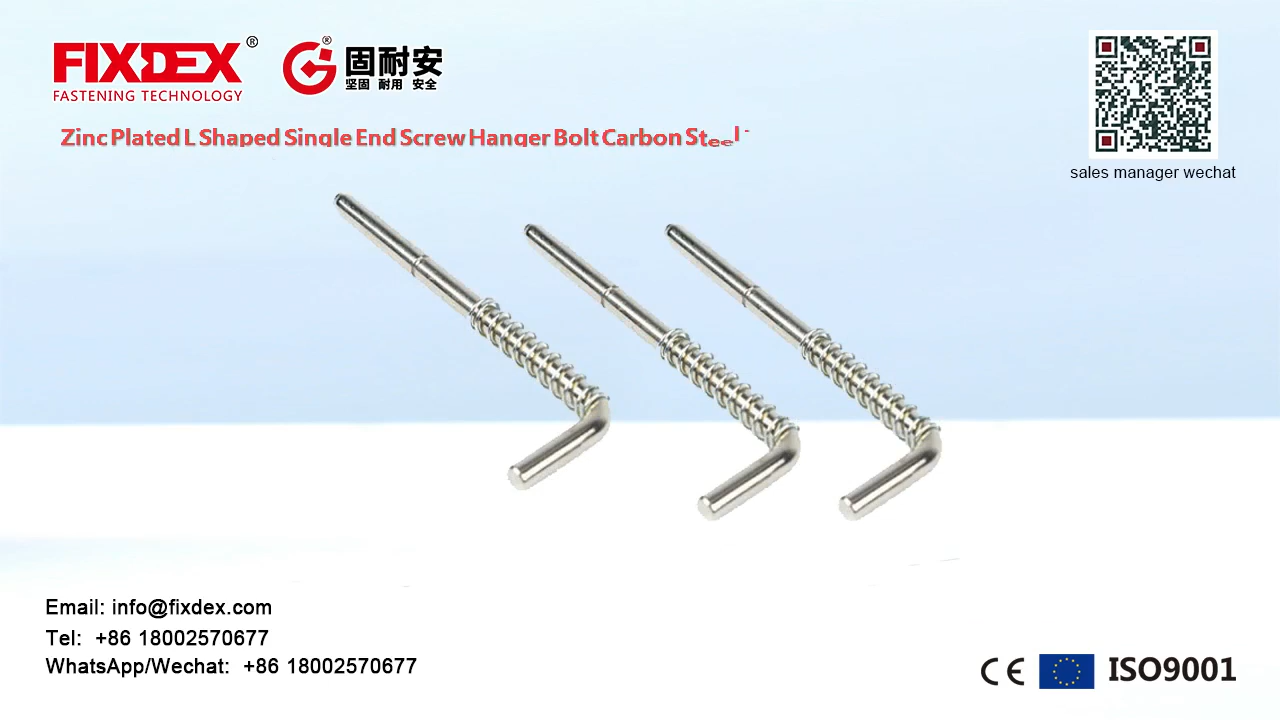 FIXDEX®
FASTENING TECHNOLOGY
®
固耐安
坚固 耐用 安全
Zinc Plated L Shaped Single End Screw Hanger Bolt Carbon Steel
sales manager wechat
Email: info@fixdex.com
Tel: +86 18002570677
WhatsApp/Wechat: +86 18002570677
CE
ISO9001